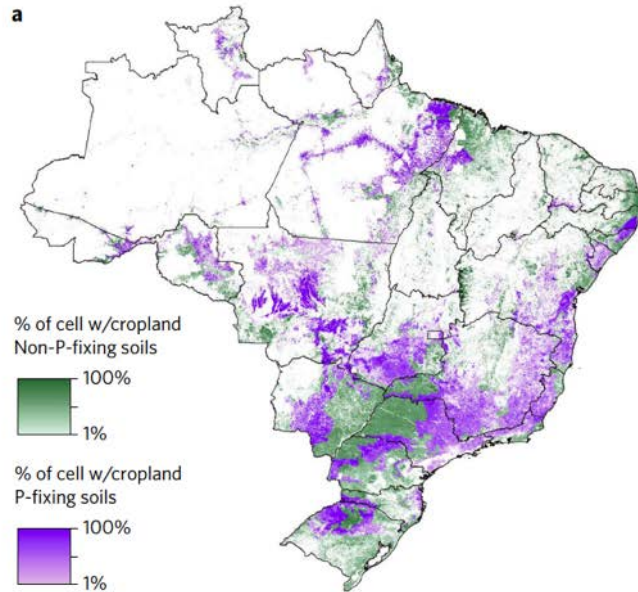 a
% of cell w/cropland
Non-P-fixing soils
100%
1%
% of cell w/cropland
P-fixing soils
100%
1%